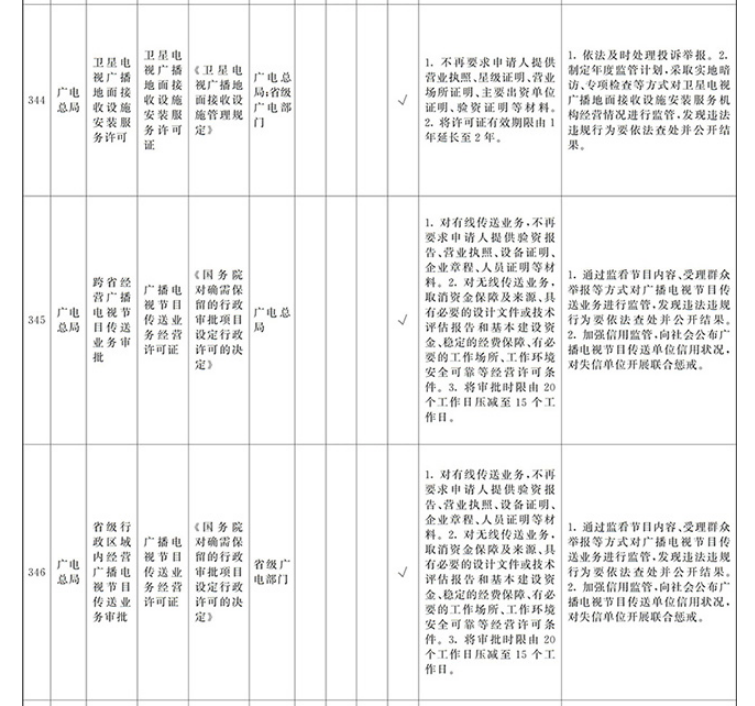 344
广电
总局
卫星电
视广播
地面接
收设施
安装服
务许可
卫星电
视广播
地面接
收设施
安装服
务许可
证
《卫星电
视广播地
面接收设
施管理规
定》
广电总
局;省级
广电部
门
√
1. 不再要求申请人提供
营业执照、星级证明、营业
场所证明、主要出资单位
证明、验资证明等材料。
2. 将许可证有效期限由 1
年延长至 2 年。
1. 依法及时处理投诉举报。2.
制定年度监管计划,采取实地暗
访、专项检查等方式对卫星电视
广播地面接收设施安装服务机
构经营情况进行监管,发现违法
违规行为要依法查处并公开结
果。
345
广电
总局
跨省经
营广播
电视节
目传送
业务审
批
广播电
视节目
传送业
务经营
许可证
《国务院
对确需保
留的行政
审批项目
设定行政
许可的决
定》
广电总
局
√
1. 对有线传送业务,不再
要求申请人提供验资报
告、营业执照、设备证明、
企业章程、人员证明等材
料。2. 对无线传送业务,
取消资金保障及来源、具
有必要的设计文件或技术
评估报告和基本建设资
金、稳定的经费保障、有必
要的工作场所、工作环境
安全可靠等经营许可条
件。3. 将审批时限由 20
个工作日压减至 15 个工
作日。
1. 通过监看节目内容、受理群众
举报等方式对广播电视节目传
送业务进行监管,发现违法违规
行为要依法查处并公开结果。
2. 加强信用监管,向社会公布广
播电视节目传送单位信用状况,
对失信单位开展联合惩戒。
346
广电
总局
省级行
政区域
内经营
广播电
视节目
传送业
务审批
广播电
视节目
传送业
务经营
许可证
《国务院
对确需保
留的行政
审批项目
设定行政
许可的决
定》
省级广
电部门
√
1. 对有线传送业务,不再
要求申请人提供验资报
告、营业执照、设备证明、
企业章程、人员证明等材
料。2. 对无线传送业务,
取消资金保障及来源、具
有必要的设计文件或技术
评估报告和基本建设资
金、稳定的经费保障、有必
要的工作场所、工作环境
安全可靠等经营许可条
件。3. 将审批时限由 20
个工作日压减至 15 个工
作日。
1. 通过监看节目内容、受理群众
举报等方式对广播电视节目传
送业务进行监管,发现违法违规
行为要依法查处并公开结果。
2. 加强信用监管,向社会公布广
播电视节目传送单位信用状况,
对失信单位开展联合惩戒。